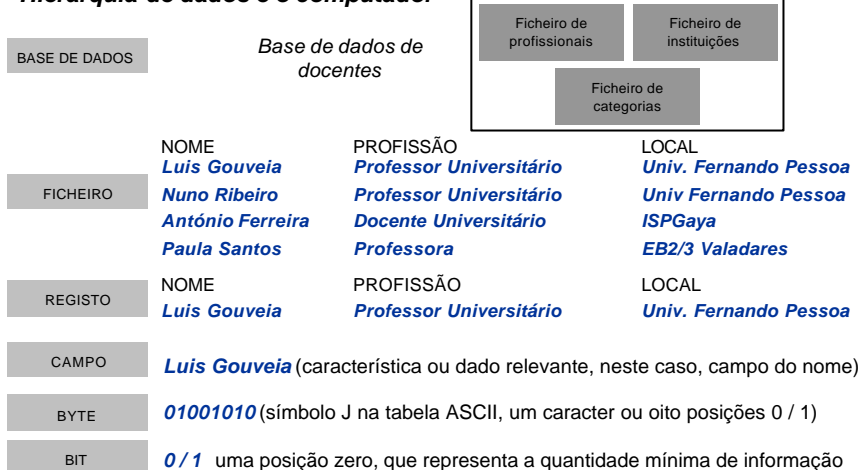 Hierarquia de dados e o computador
Ficheiro de
profissionais
Ficheiro de
instituições
Ficheiro de
categorias
BASE DE DADOS
Base de dados de
docentes
NOME PROFISSÃO LOCAL
Luis Gouveia Professor Universitário Univ. Fernando Pessoa
FICHEIRO Nuno Ribeiro Professor Universitário Univ Fernando Pessoa
António Ferreira Docente Universitário ISPGaya
Paula Santos Professora EB2/3 Valadares
NOME PROFISSÃO LOCAL
REGISTO
Luis Gouveia Professor Universitário Univ. Fernando Pessoa
CAMPO Luis Gouveia (característica ou dado relevante, neste caso, campo do nome)
BYTE 01001010 (símbolo J na tabela ASCII, um caracter ou oito posições 0 / 1)
BIT 0 / 1 uma posição zero, que representa a quantidade mínima de informação